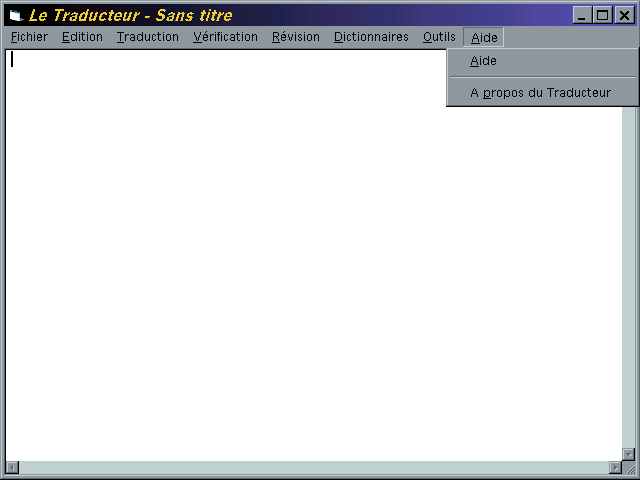 Le Traducteur - Sans titre
Fichier Edition Traduction Vérification Révision Dictionnaires Outils Aide
Aide
A propos du Traducteur